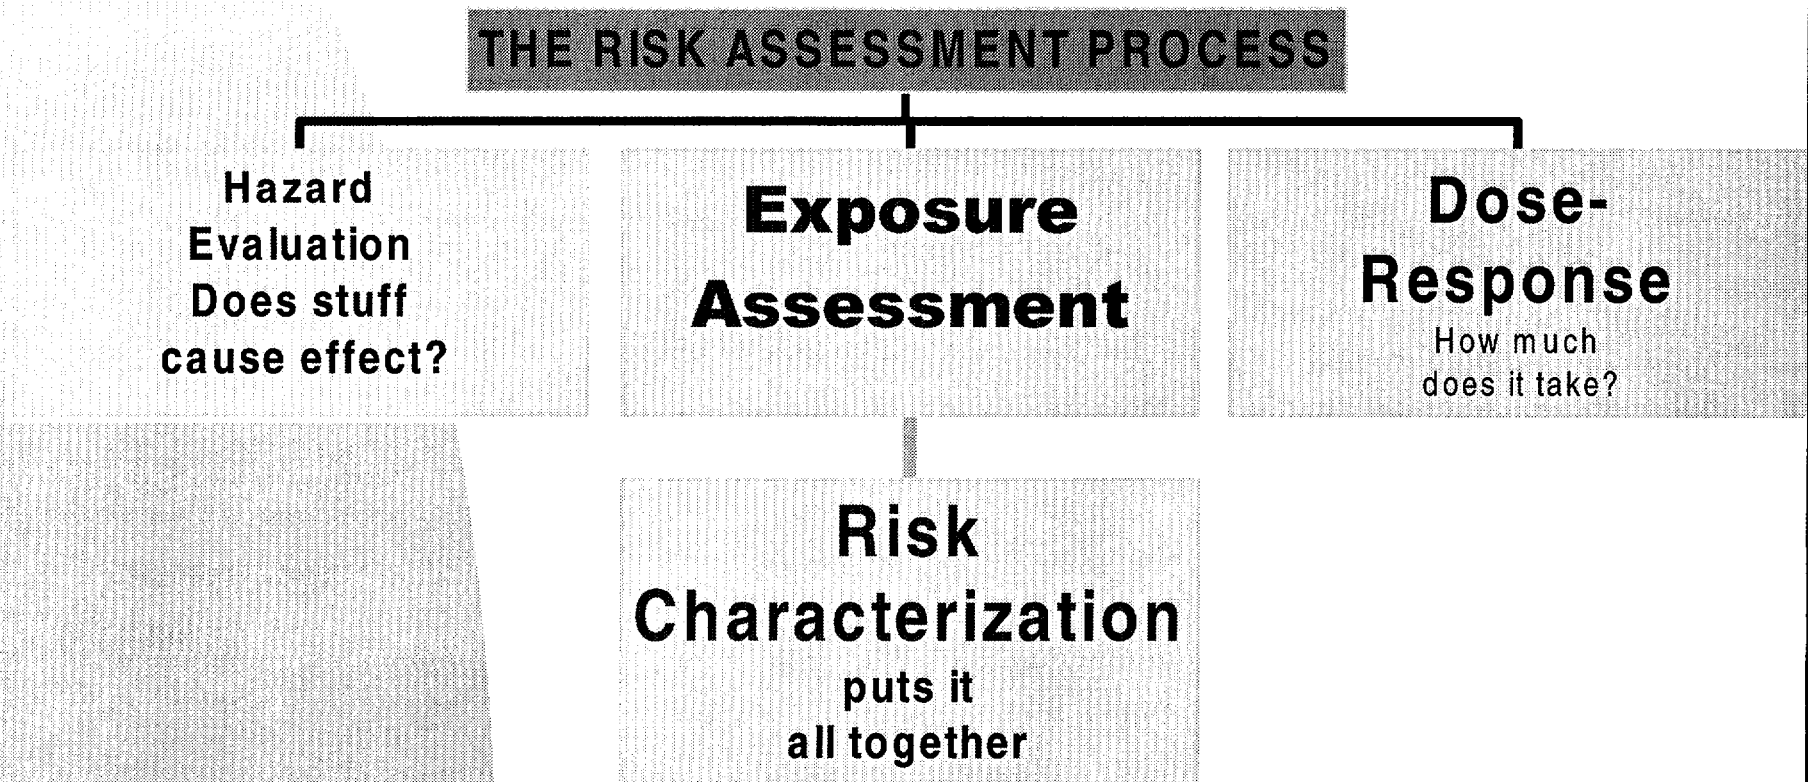 THE RISK ASSESSMENT PROCESS
Hazard
Evaluation
Does stuff
cause effect?
Exposure
Assessment
Dose-
Response
How much
does it take?
Risk
Characterization
puts it
all together